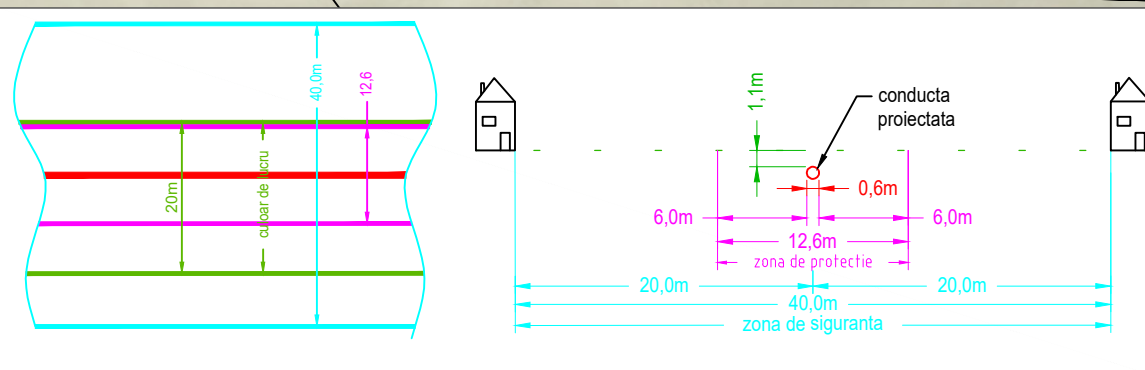 40,0m
12,6
20m
culoar de lucru
1,1m
conducta
proiectata
0,6m
6,0m
6,0m
12,6m
zona de protectie
20,0m
20,0m
40,0m
zona de siguranta